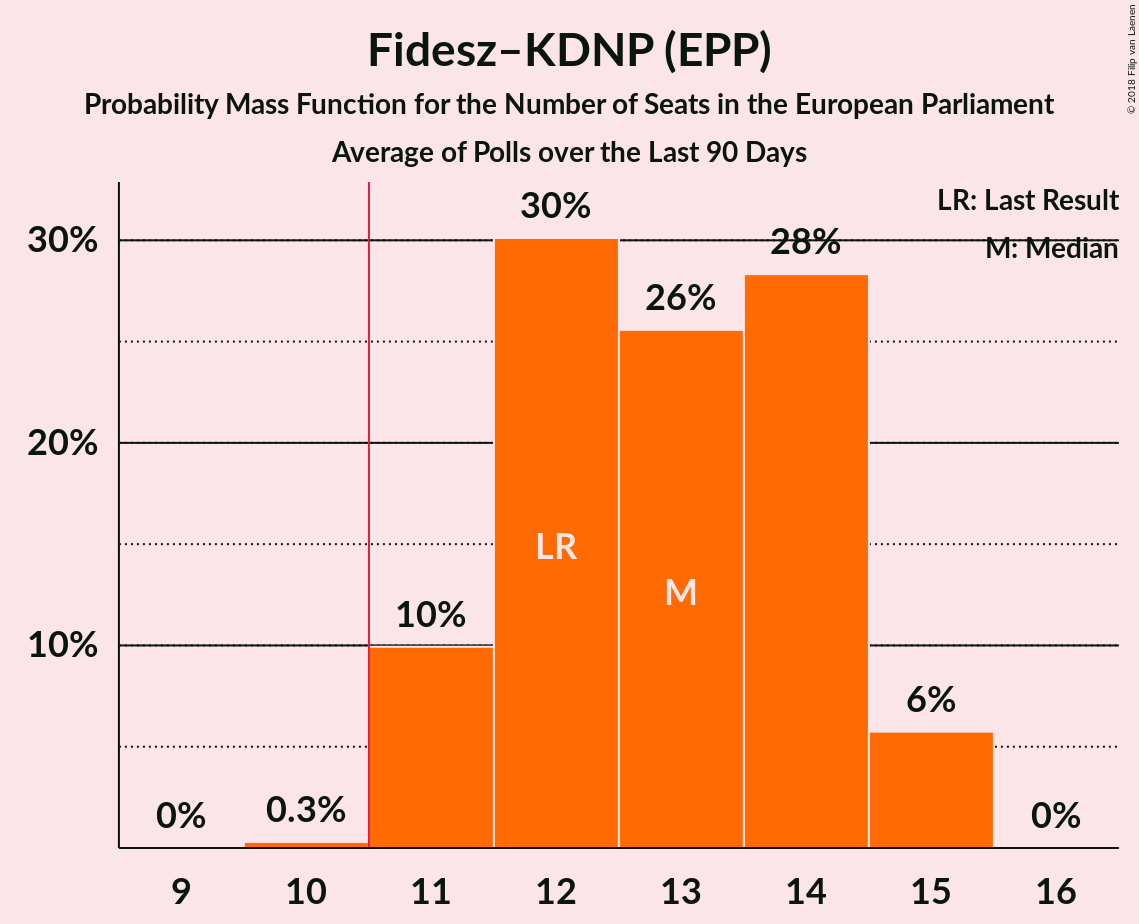 Fidesz–KDNP (EPP)
Probability Mass Function for the Number of Seats in the European Parliament
Average of Polls over the Last 90 Days
© 2018 Filip van Laenen
LR: Last Result
M: Median
30%
20%
10%
0%
0.3%
10%
30%
26%
28%
6%
0%
LR
M
9
10
11
12
13
14
15
16